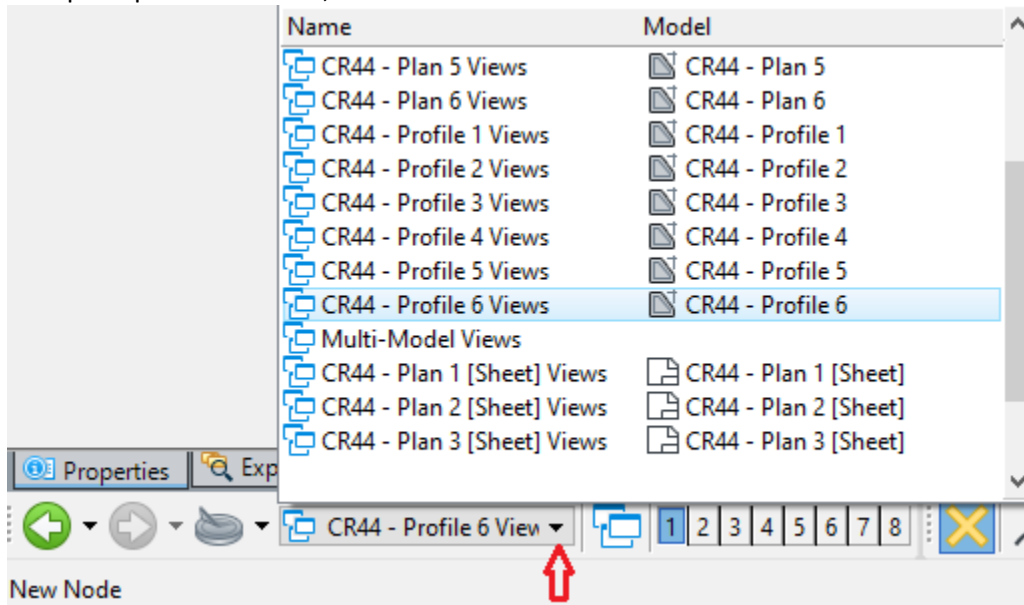 Name Model
CR44 - Plan 5 Views CR44 - Plan 5
CR44 - Plan 6 Views CR44 - Plan 6
CR44 - Profile 1 Views CR44 - Profile 1
CR44 - Profile 2 Views CR44 - Profile 2
CR44 - Profile 3 Views CR44 - Profile 3
CR44 - Profile 4 Views CR44 - Profile 4
CR44 - Profile 5 Views CR44 - Profile 5
CR44 - Profile 6 Views CR44 - Profile 6
Multi-Model Views
CR44 - Plan 1 [Sheet] Views CR44 - Plan 1 [Sheet]
CR44 - Plan 2 [Sheet] Views CR44 - Plan 2 [Sheet]
CR44 - Plan 3 [Sheet] Views CR44 - Plan 3 [Sheet]
Properties Exp
CR44 - Profile 6 View 1 2 3 4 5 6 7 8
New Node